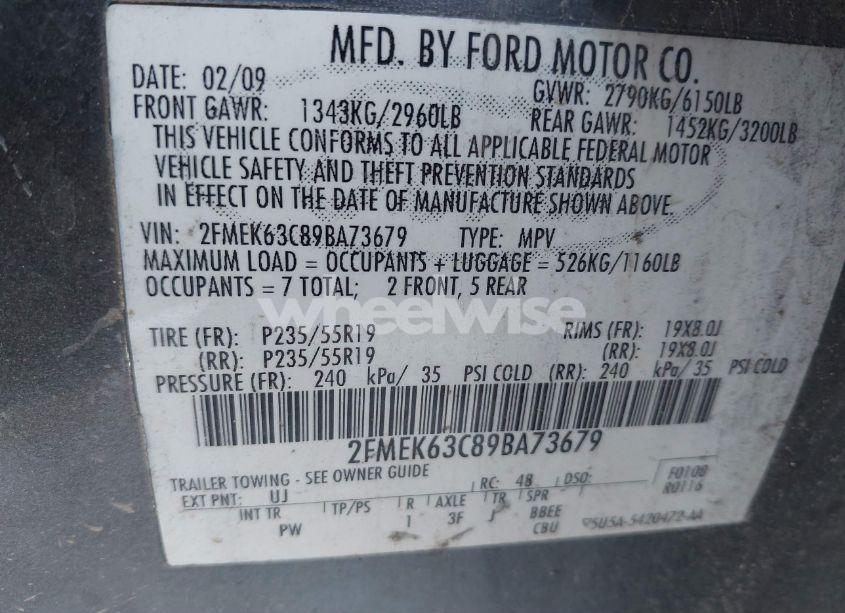 MFD. BY FORD MOTOR CO.
DATE: 02/09 GVWR: 2790KG/6150LB
FRONT GAWR: 1343KG/2960LB REAR GAWR: 1452KG/3200LB
THIS VEHICLE CONFORMS TO ALL APPLICABLE FEDERAL MOTOR
VEHICLE SAFETY AND THEFT PREVENTION STANDARDS
IN EFFECT ON THE DATE OF MANUFACTURE SHOWN ABOVE.
VIN: 2FMEK63C89BA73679 TYPE: MPV
MAXIMUM LOAD = OCCUPANTS + LUGGAGE = 526KG/1160LB
OCCUPANTS = 7 TOTAL; 2 FRONT, 5 REAR
wheelwise
TIRE (FR): P235/55R19 RIMS (FR): 19X8.0J
(RR): P235/55R19 (RR): 19X8.0J
PRESSURE (FR): 240 kPa/ 35 PSI COLD (RR): 240 kPa/ 35 PSI COLD
2FMEK63C89BA73679
TRAILER TOWING - SEE OWNER GUIDE RC: 48 DSO: F0108
EXT PNT: UJ R0116
INT TR TP/PS R AXLE TR SPR
PW 1 3F J BBEE
CBU